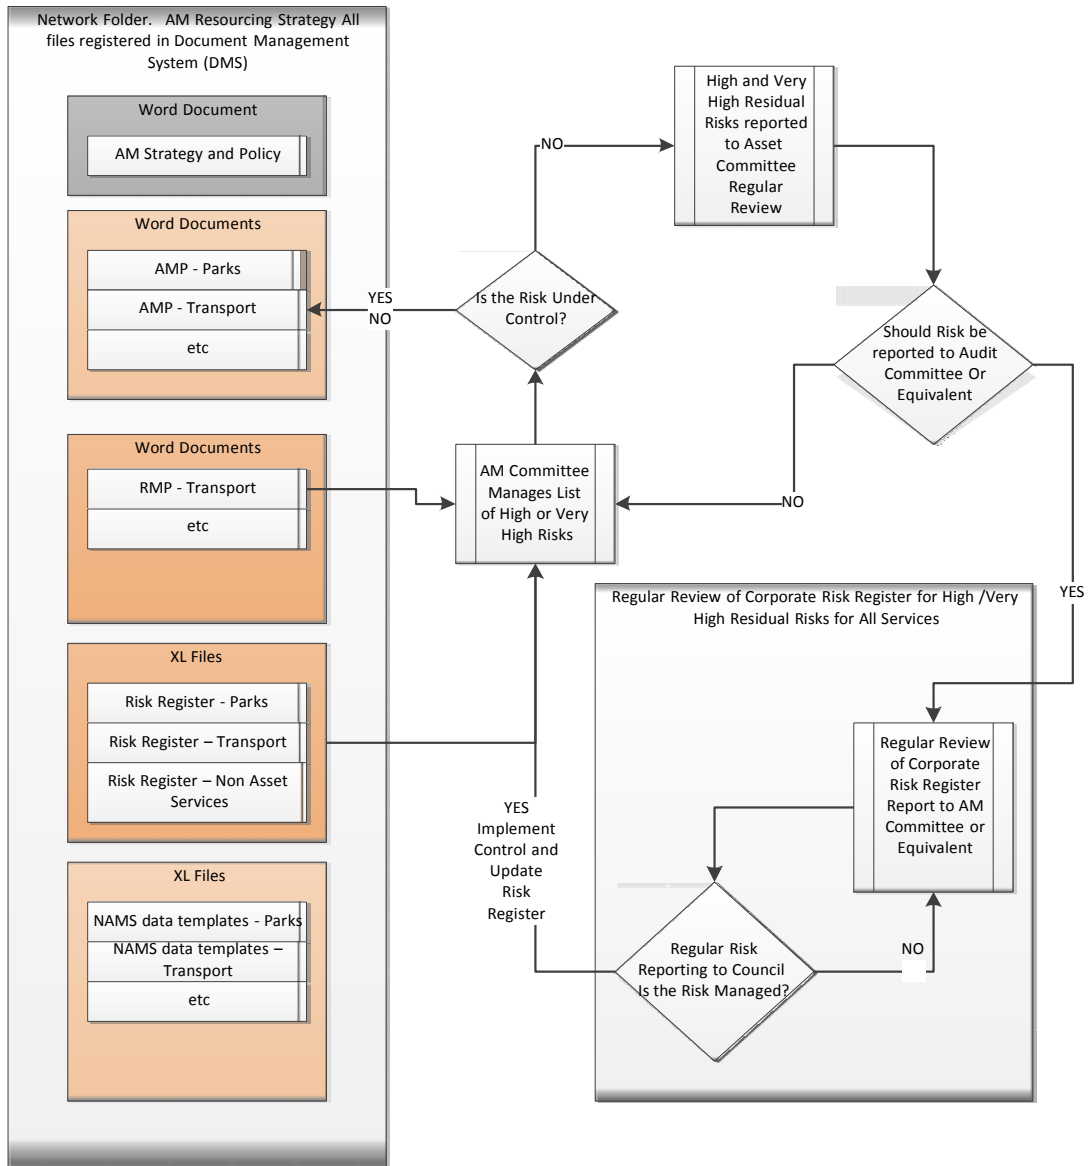 Network Folder.  AM Resourcing Strategy All
files registered in Document Management
System (DMS)
Word Document
AM Strategy and Policy
Word Documents
AMP - Parks
AMP - Transport
etc
Word Documents
RMP - Transport
etc
XL Files
Risk Register - Parks
Risk Register – Transport
Risk Register – Non Asset
Services
XL Files
NAMS data templates - Parks
NAMS data templates –
Transport
etc
YES
NO
Is the Risk Under
Control?
NO
High and Very
High Residual
Risks reported
to Asset
Committee
Regular
Review
Should Risk be
reported to Audit
Committee Or
Equivalent
NO
YES
AM Committee
Manages List
of High or Very
High Risks
Regular Review of Corporate Risk Register for High /Very
High Residual Risks for All Services
Regular Review
of Corporate
Risk Register
Report to AM
Committee or
Equivalent
YES
Implement
Control and
Update
Risk
Register
Regular Risk
Reporting to Council
Is the Risk Managed?
NO